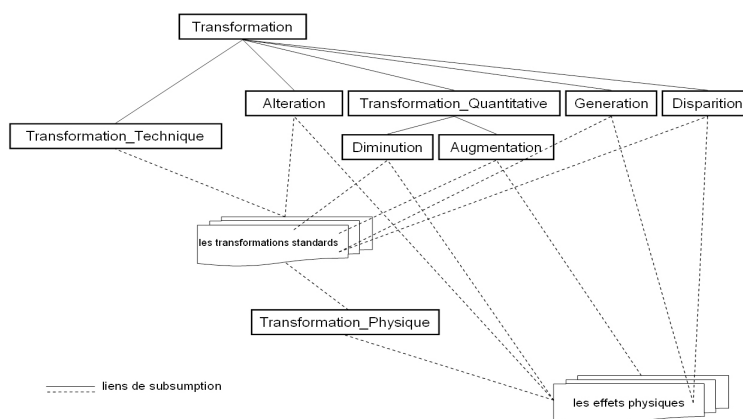 Transformation
Alteration
Transformation_Quantitative
Generation
Disparition
Transformation_Technique
Diminution
Augmentation
les transformations standards
Transformation_Physique
liens de subsumption
les effets physiques